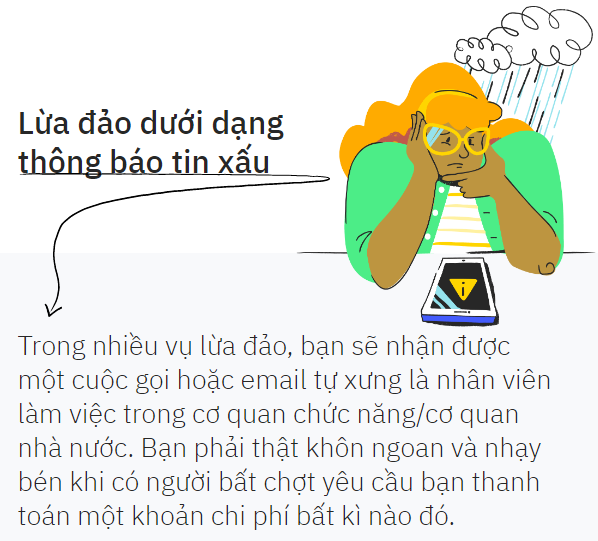 Lừa đảo dưới dạng
thông báo tin xấu
Trong nhiều vụ lừa đảo, bạn sẽ nhận được
một cuộc gọi hoặc email tự xưng là nhân viên
làm việc trong cơ quan chức năng/cơ quan
nhà nước. Bạn phải thật khôn ngoan và nhạy
bén khi có người bất chợt yêu cầu bạn thanh
toán một khoản chi phí bất kì nào đó.